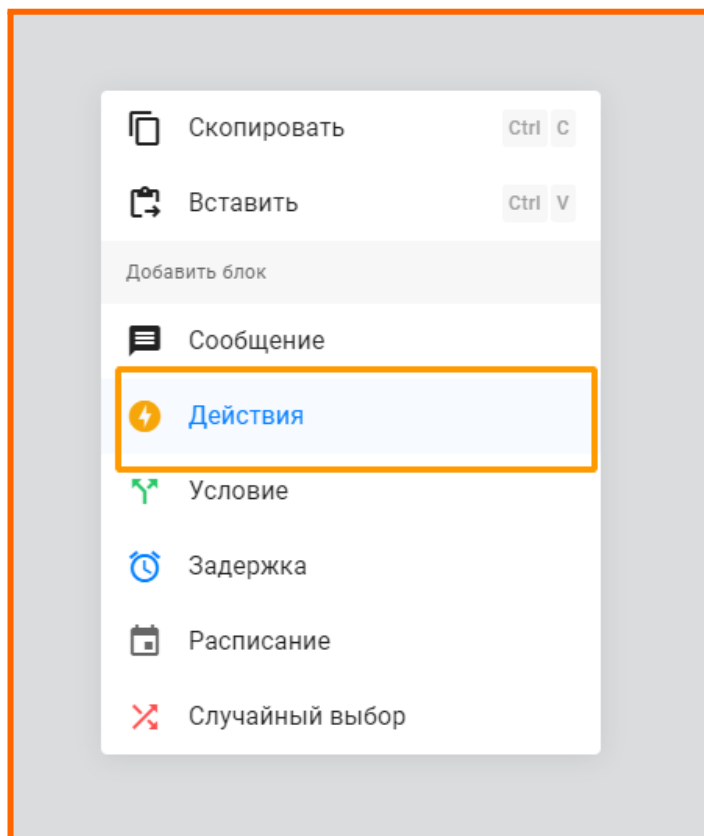 Скопировать Ctrl C
Вставить Ctrl V
Добавить блок
Сообщение
Действия
Условие
Задержка
Расписание
Случайный выбор